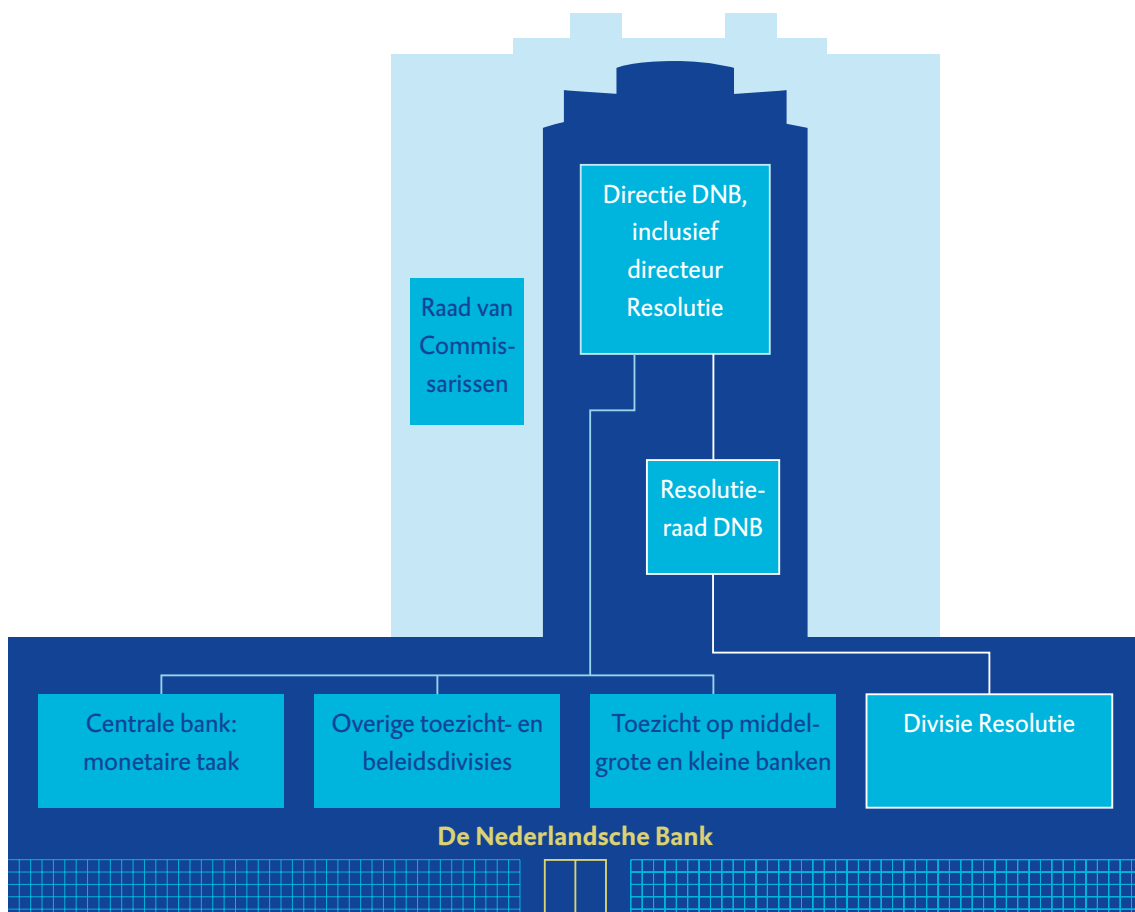 Directie DNB,
inclusief
directeur
Resolutie
Raad van
Commis-
sarissen
Resolutie-
raad DNB
Centrale bank:
monetaire taak
Overige toezicht- en
beleidsdivisies
Toezicht op middel-
grote en kleine banken
Divisie Resolutie
De Nederlandsche Bank